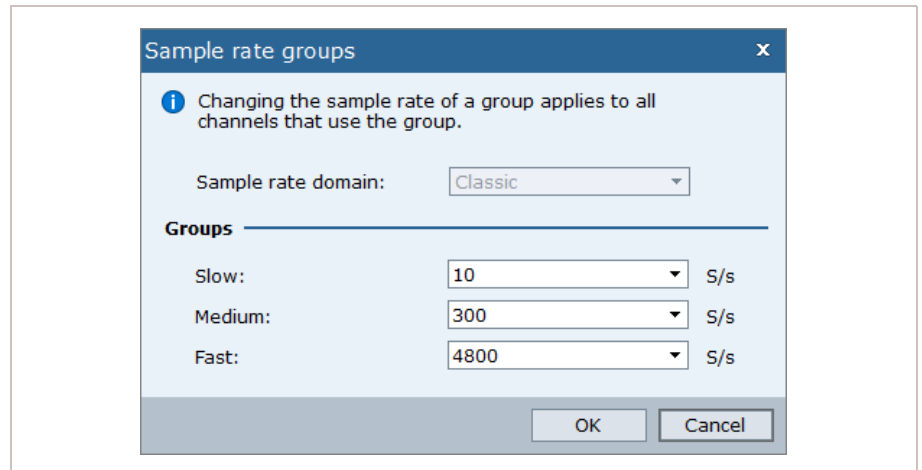 Sample rate groups x
Changing the sample rate of a group applies to all
channels that use the group.
Sample rate domain: Classic
Groups
Slow: 10 S/s
Medium: 300 S/s
Fast: 4800 S/s
OK Cancel